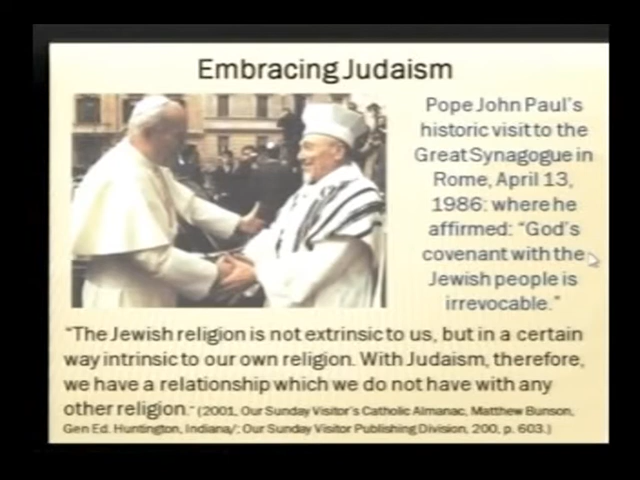 Embracing Judaism
Pope John Paul's
historic visit to the
Great Synagogue in
Rome, April 13,
1986: where he
affirmed: "God's
covenant with the
Jewish people is
irrevocable."
"The Jewish religion is not extrinsic to us, but in a certain
way intrinsic to our own religion. With Judaism, therefore,
we have a relationship which we do not have with any
other religion." (2001, Our Sunday Visitor's Catholic Almanac, Matthew Bunson,
Gen Ed. Huntington, Indiana/: Our Sunday Visitor Publishing Division, 200, p. 603.)